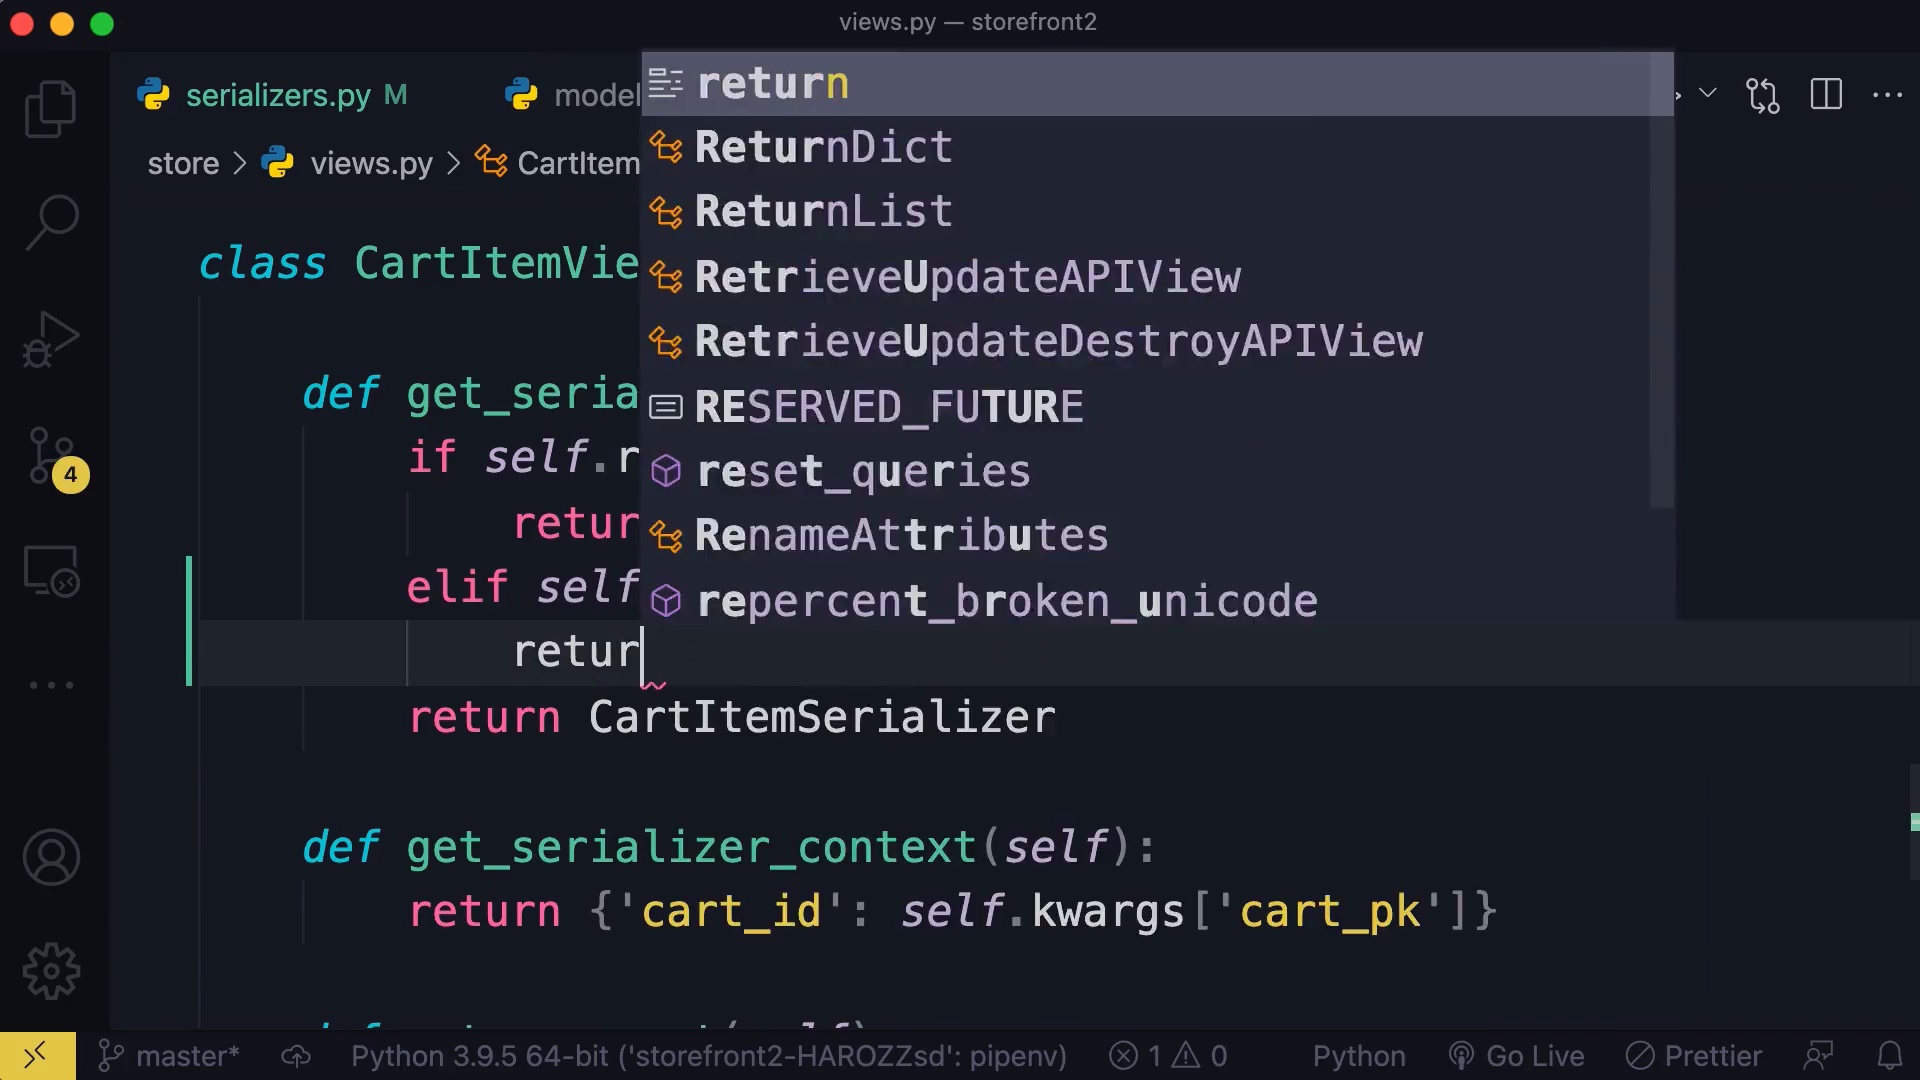 views.py — storefront2
serializers.py M
model
store > views.py > CartItem
return
ReturnDict
ReturnList
RetrieveUpdateAPIView
RetrieveUpdateDestroyAPIView
RESERVED_FUTURE
reset_queries
RenameAttributes
repercent_broken_unicode
class CartItemVie
def get_seria
if self.r
retur
elif self
retur
return CartItemSerializer
def get_serializer_context(self):
return {'cart_id': self.kwargs['cart_pk']}
4
master* Python 3.9.5 64-bit ('storefront2-HAROZZsd': pipenv) 1 0 Python Go Live Prettier